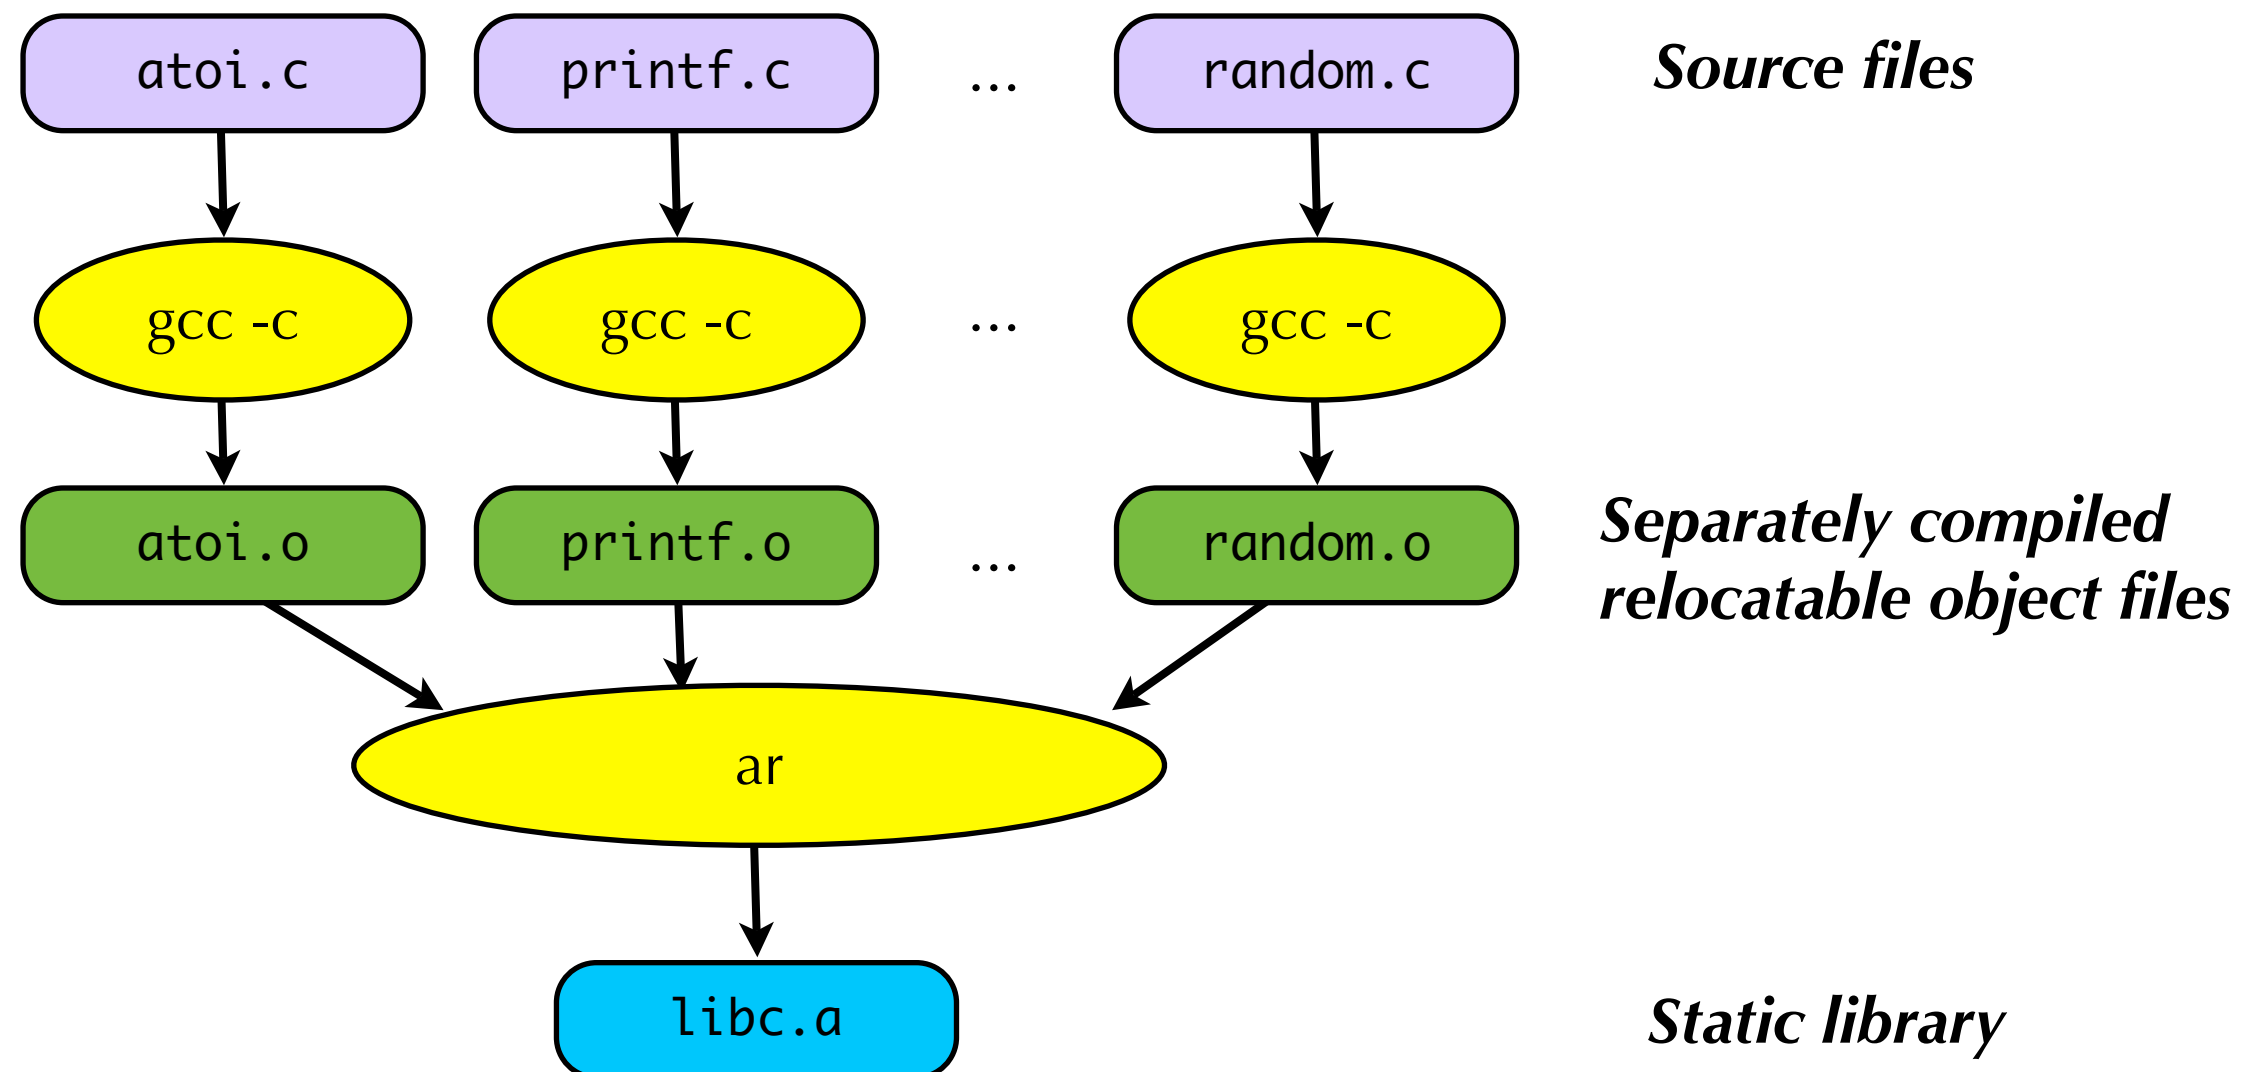 atoi.c printf.c ... random.c Source files
gcc -c gcc -c ... gcc -c
atoi.o printf.o ... random.o Separately compiled
relocatable object files
ar
libc.a Static library